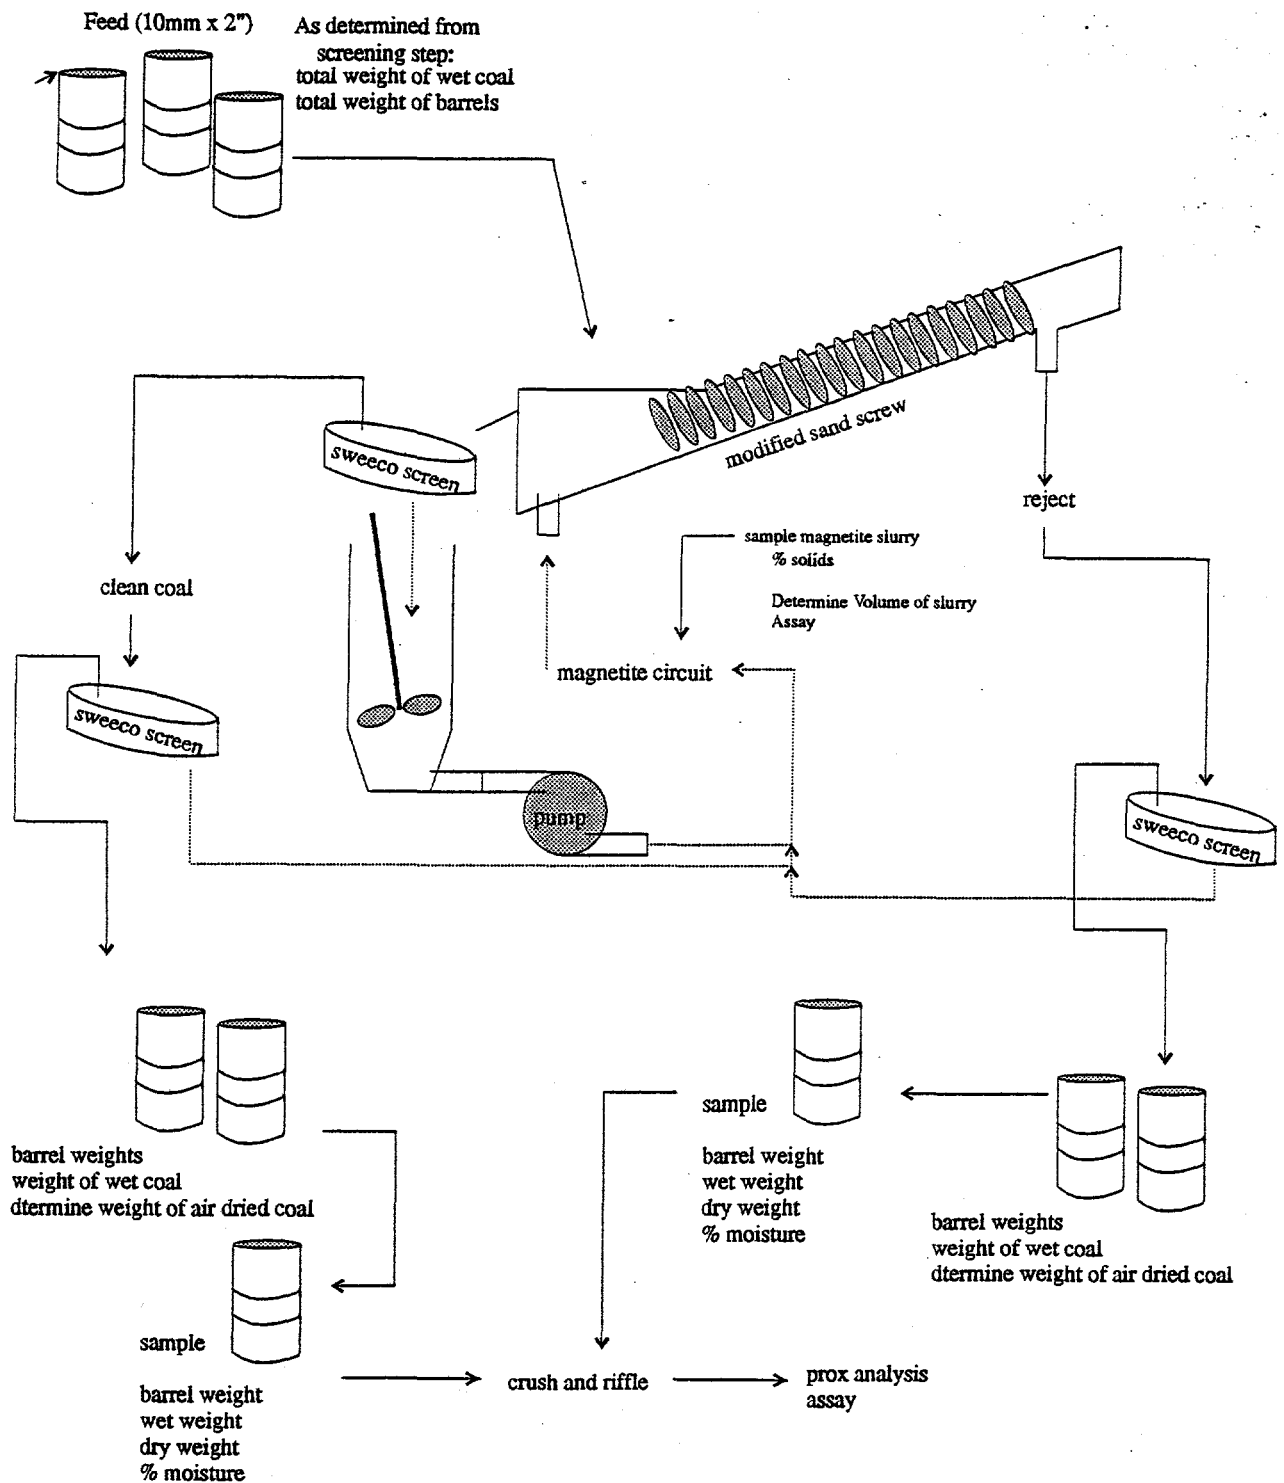 Feed (10mm x 2")
As determined from
screening step:
total weight of wet coal
total weight of barrels
modified sand screw
sweeco screen
reject
sample magnetite slurry
% solids
Determine Volume of slurry
Assay
clean coal
magnetite circuit
sweeco screen
pump
sweeco screen
sample
barrel weight
wet weight
dry weight
% moisture
barrel weights
weight of wet coal
dtermine weight of air dried coal
barrel weights
weight of wet coal
dtermine weight of air dried coal
sample
barrel weight
wet weight
dry weight
% moisture
crush and riffle
prox analysis
assay